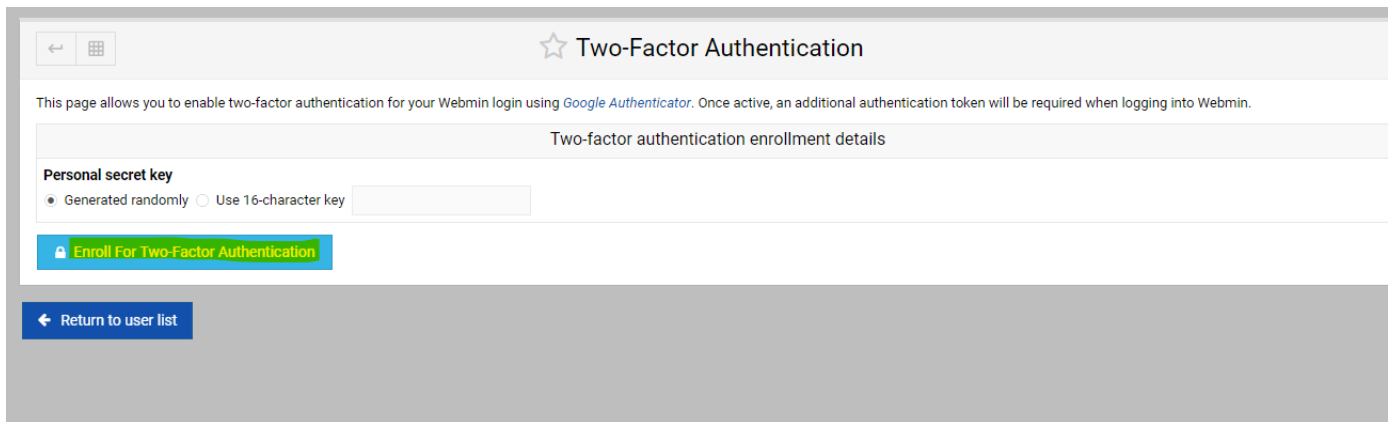 Two-Factor Authentication
This page allows you to enable two-factor authentication for your Webmin login using Google Authenticator. Once active, an additional authentication token will be required when logging into Webmin.
Two-factor authentication enrollment details
Personal secret key
Generated randomly Use 16-character key
Enroll For Two-Factor Authentication
Return to user list